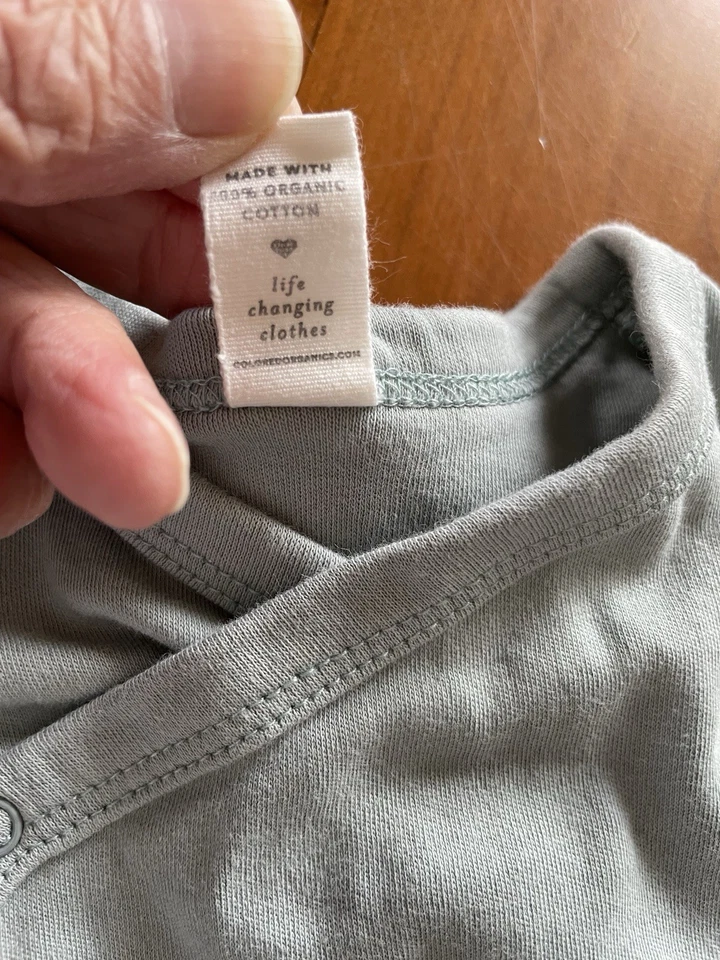 MADE WITH
100% ORGANIC
COTTON
life
changing
clothes
COLOREDORGANICS.COM